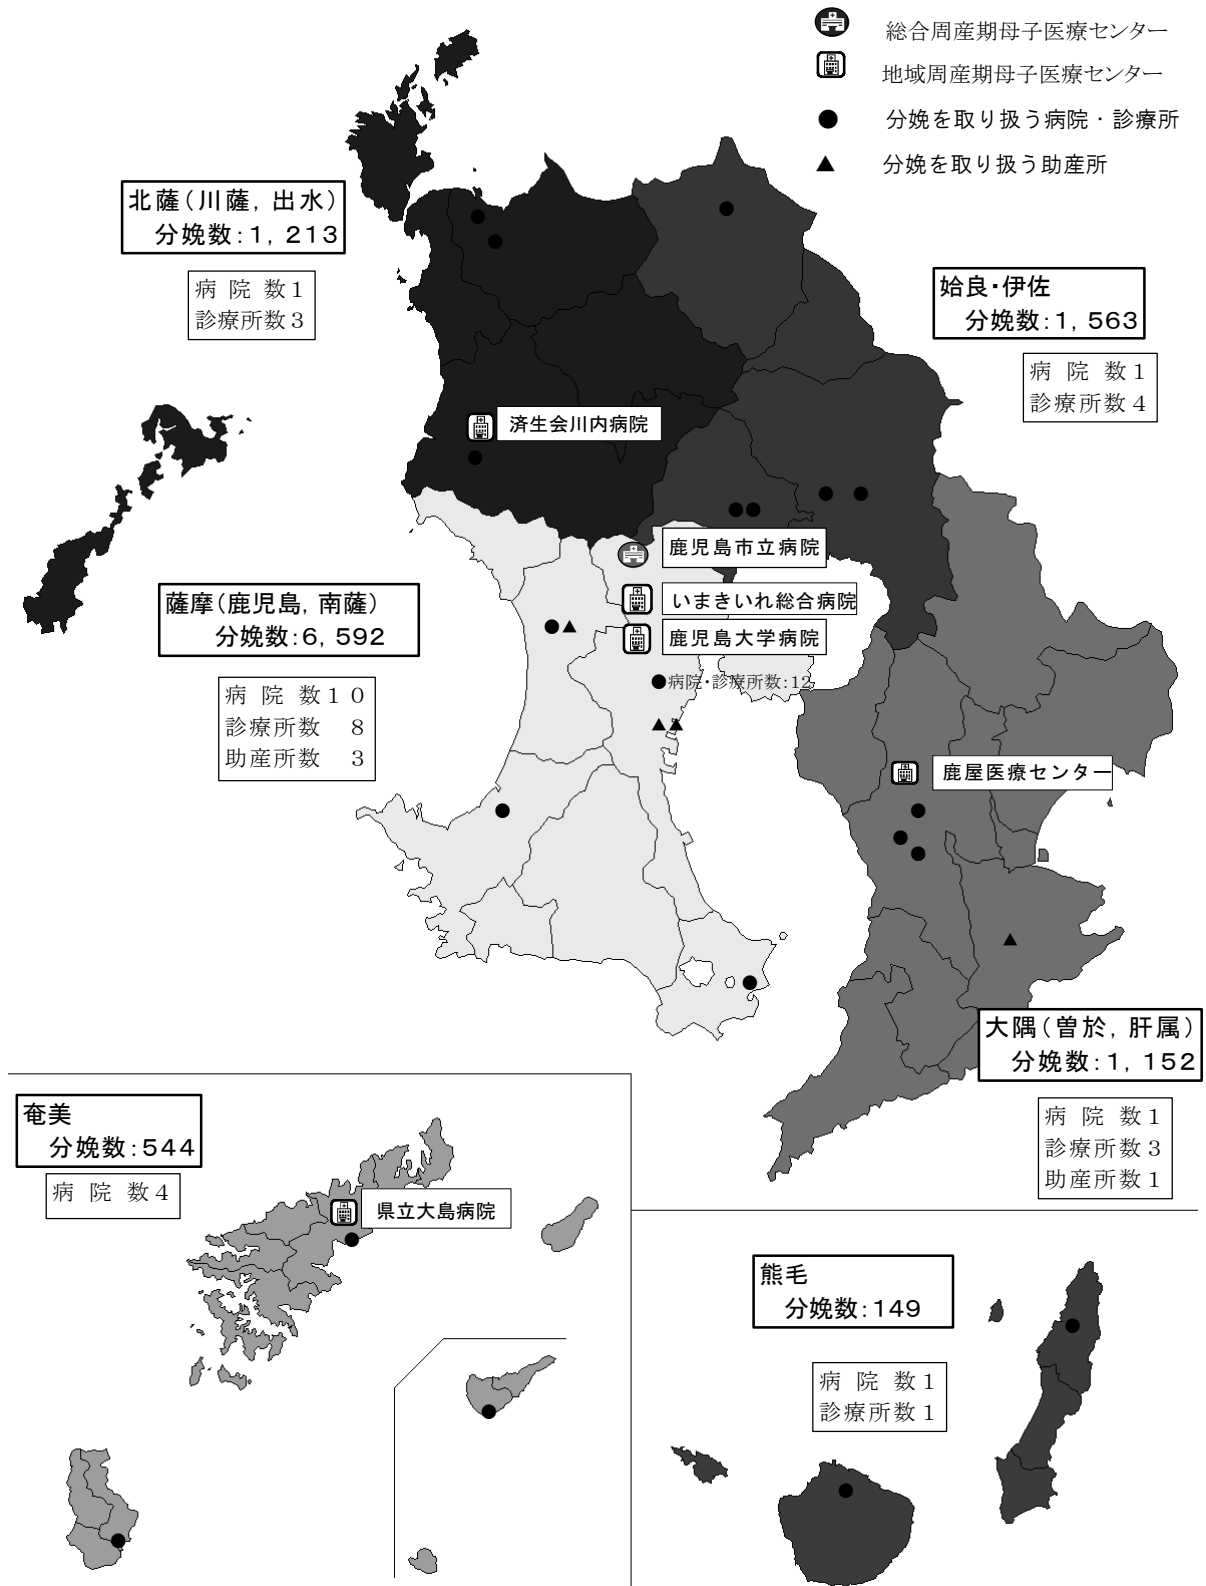 総合周産期母子医療センター
地域周産期母子医療センター
分娩を取り扱う病院・診療所
分娩を取り扱う助産所
北薩(川薩, 出水)
分娩数:1, 213
病 院 数1
診療所数3
姶良・伊佐
分娩数:1, 563
病 院 数1
診療所数4
済生会川内病院
鹿児島市立病院
いまきいれ総合病院
鹿児島大学病院
病院・診療所数:12
薩摩(鹿児島, 南薩)
分娩数:6, 592
病 院 数10
診療所数 8
助産所数 3
鹿屋医療センター
大隅(曽於, 肝属)
分娩数:1, 152
病 院 数1
診療所数3
助産所数1
奄美
分娩数:544
病 院 数4
県立大島病院
熊毛
分娩数:149
病 院 数1
診療所数1